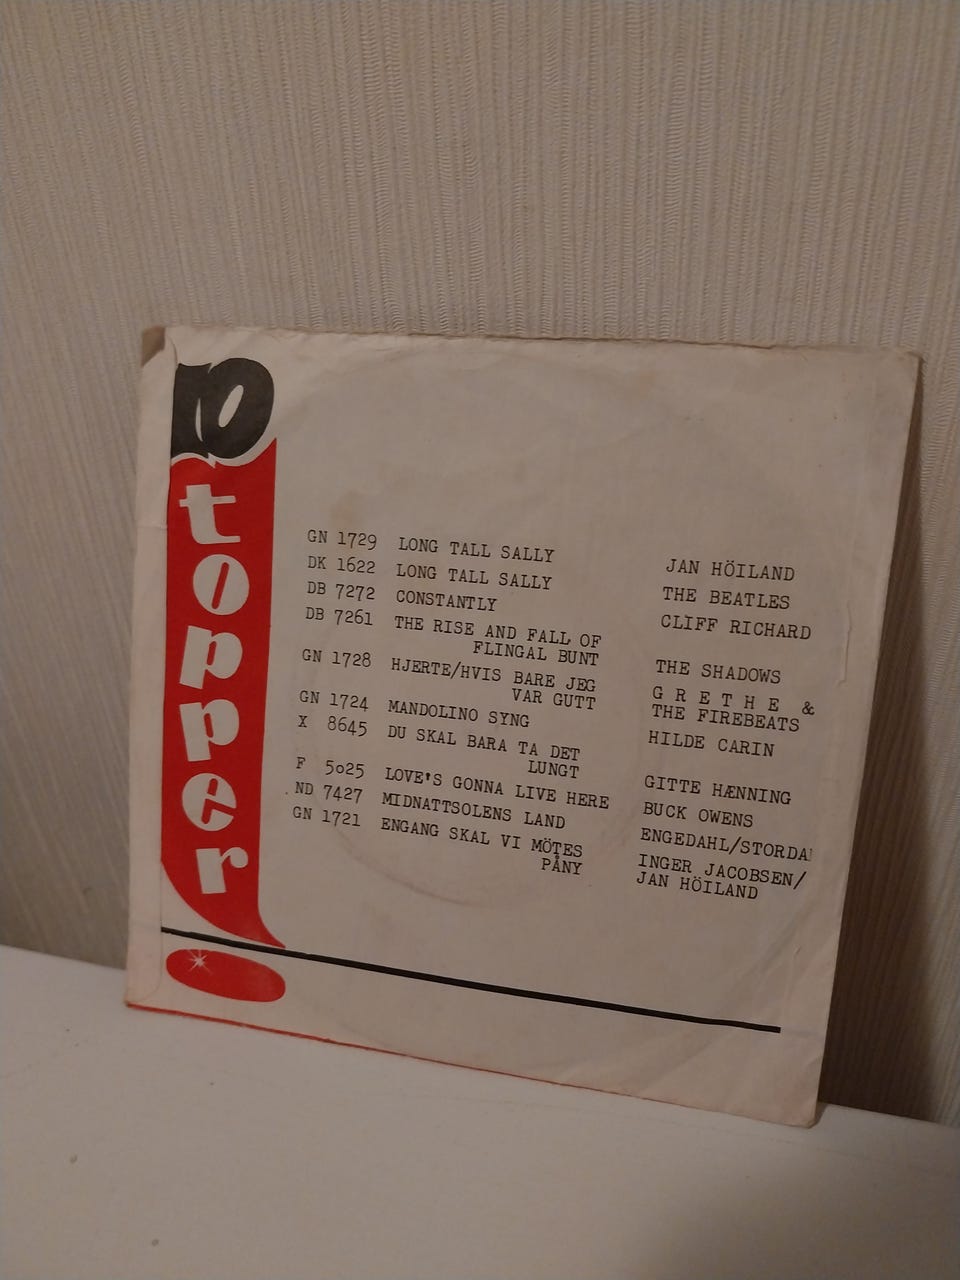 10
topper
GN 1729 LONG TALL SALLY JAN HÖILAND
DK 1622 LONG TALL SALLY THE BEATLES
DB 7272 CONSTANTLY CLIFF RICHARD
DB 7261 THE RISE AND FALL OF
FLINGAL BUNT THE SHADOWS
GN 1728 HJERTE/HVIS BARE JEG G R E T H E &
VAR GUTT THE FIREBEATS
GN 1724 MANDOLINO SYNG HILDE CARIN
X 8645 DU SKAL BARA TA DET
LUNGT GITTE HÆNNING
F 5025 LOVE'S GONNA LIVE HERE BUCK OWENS
ND 7427 MIDNATTSOLENS LAND ENGEDAHL/STORDA
GN 1721 ENGANG SKAL VI MÖTES INGER JACOBSEN/
PÅNY JAN HÖILAND